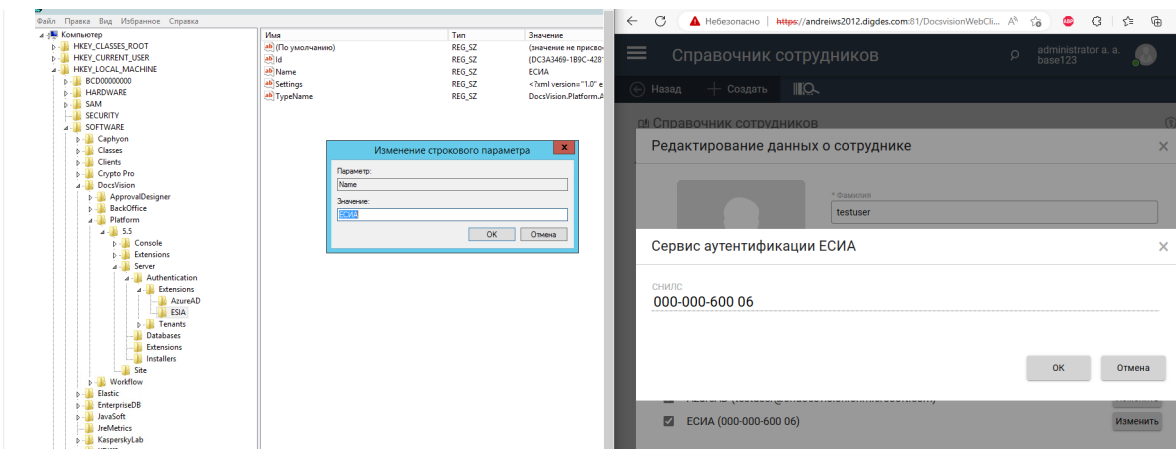 Файл Правка Вид Избранное Справка
Компьютер
HKEY_CLASSES_ROOT
HKEY_CURRENT_USER
HKEY_LOCAL_MACHINE
BCD00000000
HARDWARE
SAM
SECURITY
SOFTWARE
Caphyon
Classes
Clients
Crypto Pro
DocsVision
ApprovalDesigner
BackOffice
Platform
5.5
Console
Extensions
Server
Authentication
Extensions
AzureAD
ESIA
Tenants
Databases
Extensions
Installers
Site
Workflow
Elastic
EnterpriseDB
JavaSoft
JreMetrics
KasperskyLab
Имя Тип Значение
(По умолчанию) REG_SZ (значение не присво
Id REG_SZ {DC3A3469-1B9C-428
Name REG_SZ ЕСИА
Settings REG_SZ <?xml version="1.0" e
TypeName REG_SZ DocsVision.Platform.A
Изменение строкового параметра
Параметр:
Name
Значение:
ЕСИА
OK Отмена
Небезопасно https://andreiws2012.digdes.com:81/DocsvisionWebCli...
Справочник сотрудников
administrator a. a.
base123
Назад Создать
Справочник сотрудников
Редактирование данных о сотруднике
* Фамилия
testuser
Сервис аутентификации ЕСИА
СНИЛС
000-000-600 06
ОК Отмена
ЕСИА (000-000-600 06) Изменить